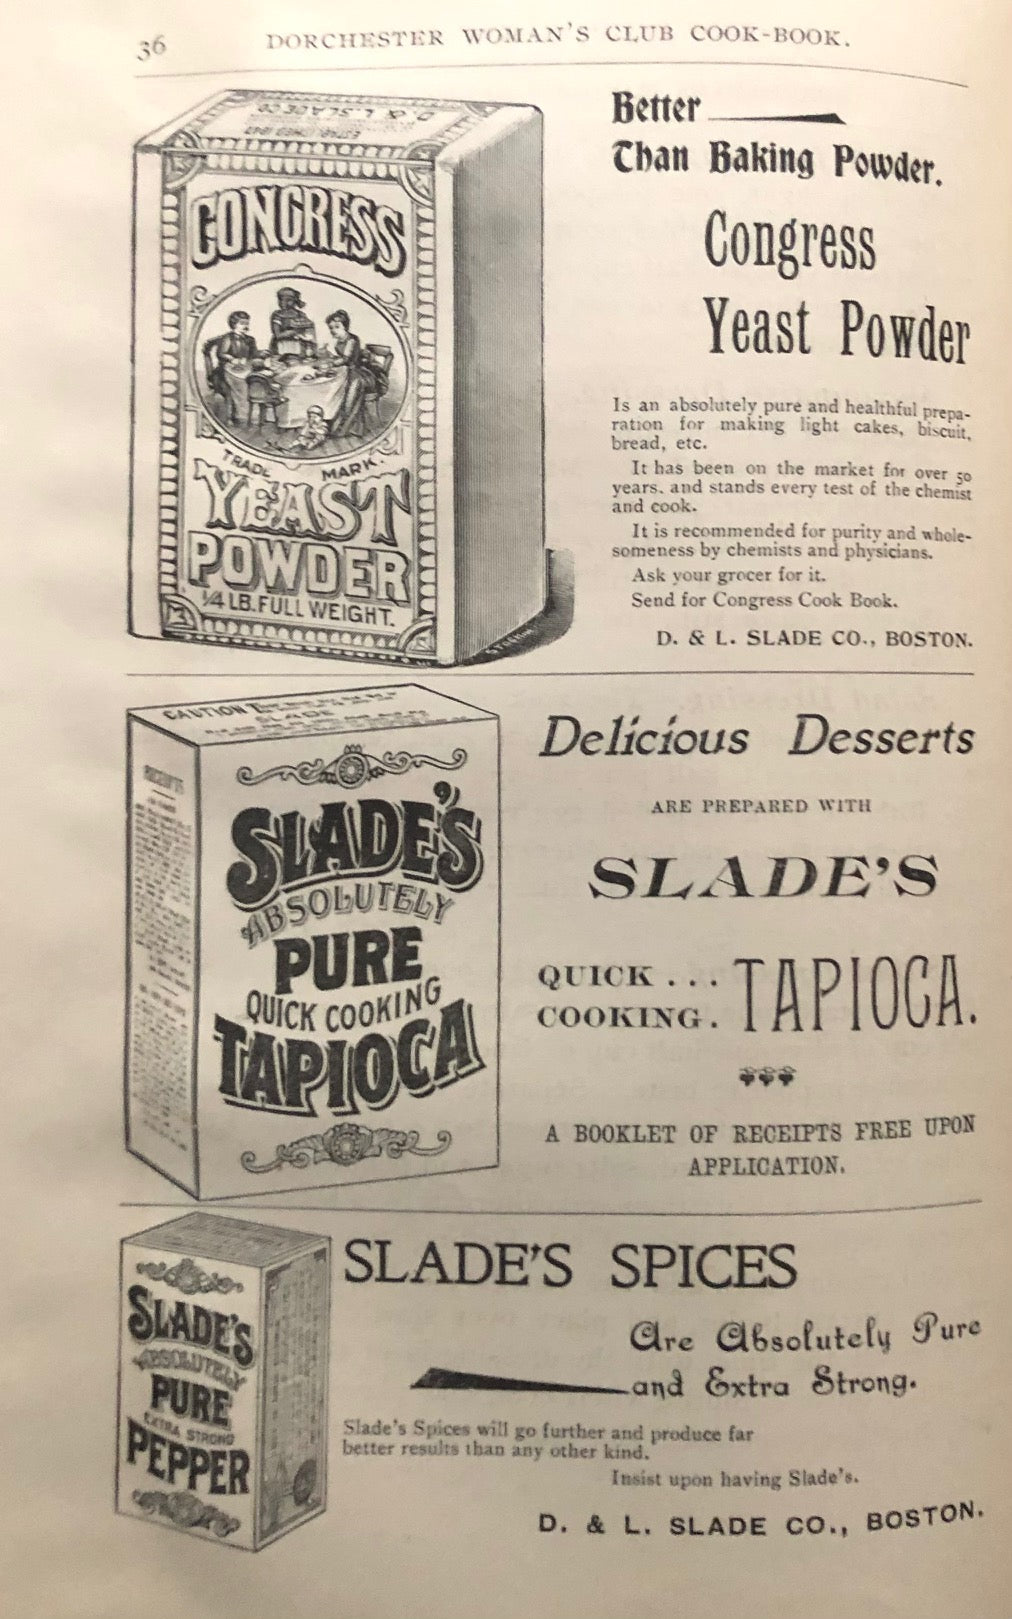 36 DORCHESTER WOMAN'S CLUB COOK-BOOK.
D. & L. SLADE CO
ESTABLISHED 1847
CONGRESS
TRADE MARK.
YEAST
POWDER
1/4 LB. FULL WEIGHT.
Better
Than Baking Powder.
Congress
Yeast Powder
Is an absolutely pure and healthful prepa-
ration for making light cakes, biscuit,
bread, etc.
It has been on the market for over 50
years. and stands every test of the chemist
and cook.
It is recommended for purity and whole-
someness by chemists and physicians.
Ask your grocer for it.
Send for Congress Cook Book.
D. & L. SLADE CO., BOSTON.
CAUTION
SLADE
RECEIPTS
SLADE'S
ABSOLUTELY
PURE
QUICK COOKING
TAPIOCA
Delicious Desserts
ARE PREPARED WITH
SLADE'S
QUICK ...
COOKING. TAPIOCA.
A BOOKLET OF RECEIPTS FREE UPON
APPLICATION.
SLADE'S
ABSOLUTELY
PURE
EXTRA STRONG
PEPPER
SLADE'S SPICES
Are Absolutely Pure
and Extra Strong.
Slade's Spices will go further and produce far
better results than any other kind.
Insist upon having Slade's.
D. & L. SLADE CO., BOSTON.